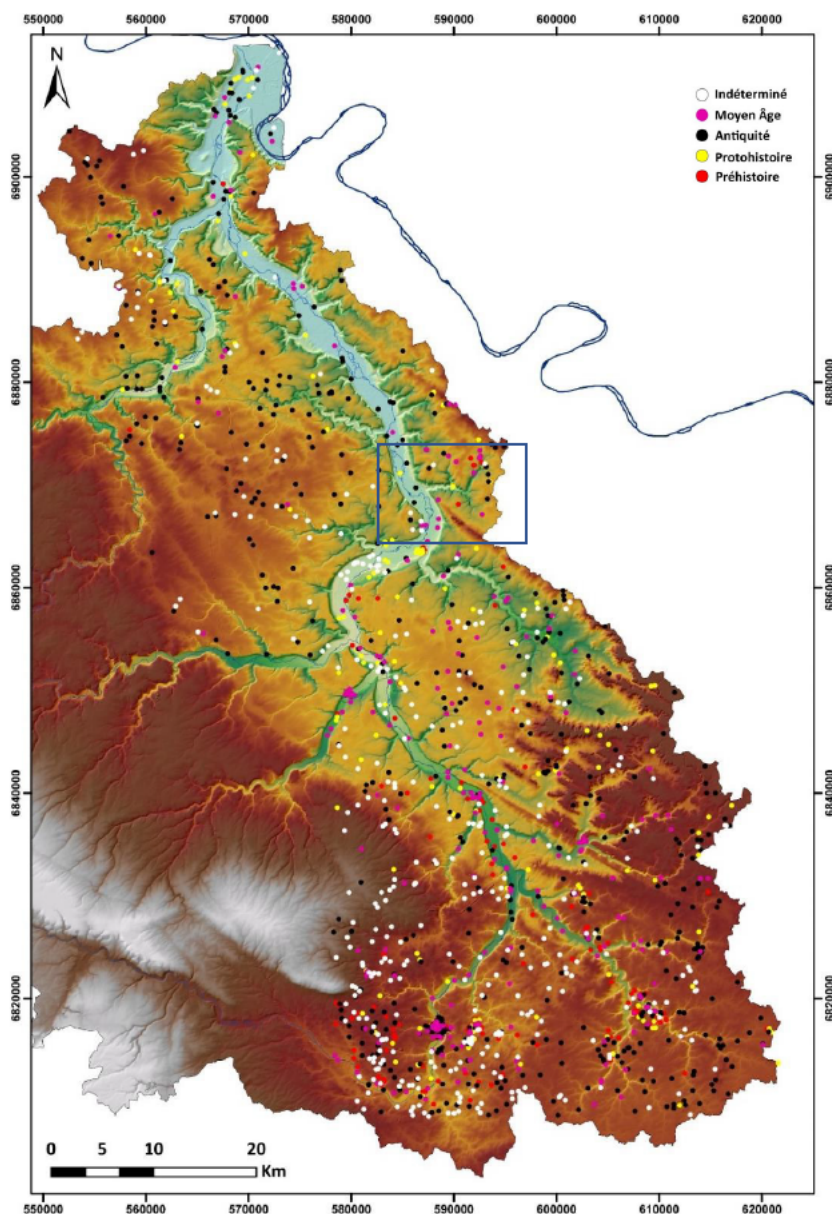 550000 560000 570000 580000 590000 600000 610000 620000
N
Indéterminé
Moyen Âge
Antiquité
Protohistoire
Préhistoire
6900000 6900000
6880000 6880000
6860000 6860000
6840000 6840000
6820000 6820000
0 5 10 20
Km
550000 560000 570000 580000 590000 600000 610000 620000